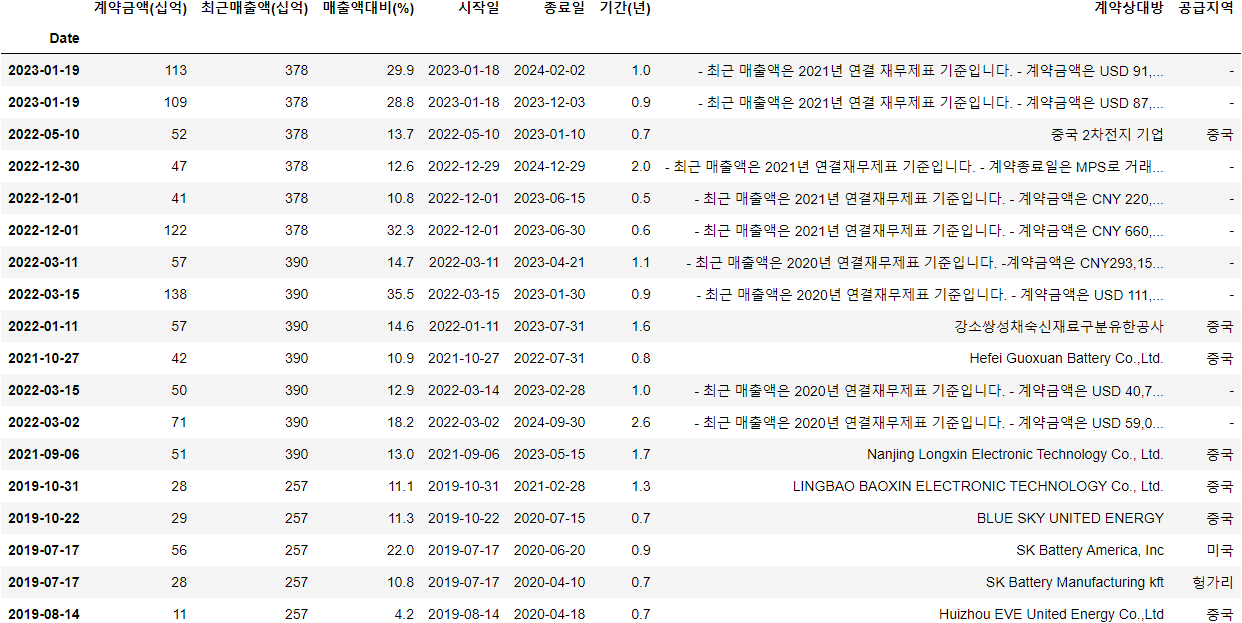 계약금액(십억) 최근매출액(십억) 매출액대비(%) 시작일 종료일 기간(년) 계약상대방 공급지역
Date
2023-01-19 113 378 29.9 2023-01-18 2024-02-02 1.0 - 최근 매출액은 2021년 연결 재무제표 기준입니다. - 계약금액은 USD 91,... -
2023-01-19 109 378 28.8 2023-01-18 2023-12-03 0.9 - 최근 매출액은 2021년 연결 재무제표 기준입니다. - 계약금액은 USD 87,... -
2022-05-10 52 378 13.7 2022-05-10 2023-01-10 0.7 중국 2차전지 기업 중국
2022-12-30 47 378 12.6 2022-12-29 2024-12-29 2.0 - 최근 매출액은 2021년 연결재무제표 기준입니다. - 계약종료일은 MPS로 거래... -
2022-12-01 41 378 10.8 2022-12-01 2023-06-15 0.5 - 최근 매출액은 2021년 연결재무제표 기준입니다. - 계약금액은 CNY 220,... -
2022-12-01 122 378 32.3 2022-12-01 2023-06-30 0.6 - 최근 매출액은 2021년 연결재무제표 기준입니다. - 계약금액은 CNY 660,... -
2022-03-11 57 390 14.7 2022-03-11 2023-04-21 1.1 - 최근 매출액은 2020년 연결재무제표 기준입니다. -계약금액은 CNY293,15... -
2022-03-15 138 390 35.5 2022-03-15 2023-01-30 0.9 - 최근 매출액은 2020년 연결재무제표 기준입니다. - 계약금액은 USD 111,... -
2022-01-11 57 390 14.6 2022-01-11 2023-07-31 1.6 강소쌍성채숙신재료구분유한공사 중국
2021-10-27 42 390 10.9 2021-10-27 2022-07-31 0.8 Hefei Guoxuan Battery Co.,Ltd. 중국
2022-03-15 50 390 12.9 2022-03-14 2023-02-28 1.0 - 최근 매출액은 2020년 연결재무제표 기준입니다. - 계약금액은 USD 40,7... -
2022-03-02 71 390 18.2 2022-03-02 2024-09-30 2.6 - 최근 매출액은 2020년 연결재무제표 기준입니다. - 계약금액은 USD 59,0... -
2021-09-06 51 390 13.0 2021-09-06 2023-05-15 1.7 Nanjing Longxin Electronic Technology Co., Ltd. 중국
2019-10-31 28 257 11.1 2019-10-31 2021-02-28 1.3 LINGBAO BAOXIN ELECTRONIC TECHNOLOGY Co., Ltd. 중국
2019-10-22 29 257 11.3 2019-10-22 2020-07-15 0.7 BLUE SKY UNITED ENERGY 중국
2019-07-17 56 257 22.0 2019-07-17 2020-06-20 0.9 SK Battery America, Inc 미국
2019-07-17 28 257 10.8 2019-07-17 2020-04-10 0.7 SK Battery Manufacturing kft 헝가리
2019-08-14 11 257 4.2 2019-08-14 2020-04-18 0.7 Huizhou EVE United Energy Co.,Ltd 중국